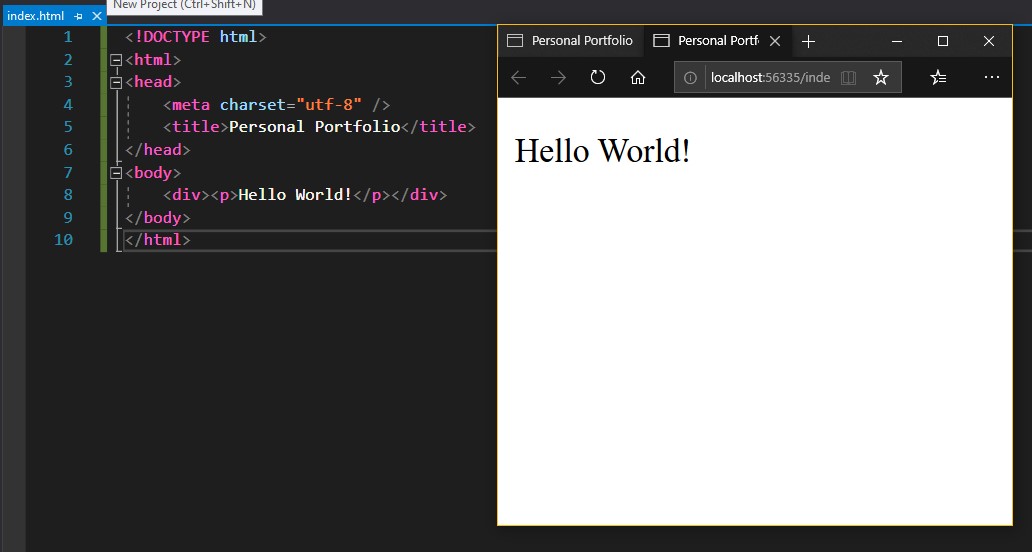 New Project (Ctrl+Shift+N)
index.html
1 <!DOCTYPE html>
2 <html>
3 <head>
4     <meta charset="utf-8" />
5     <title>Personal Portfolio</title>
6 </head>
7 <body>
8     <div><p>Hello World!</p></div>
9 </body>
10 </html>
Personal Portfolio
Personal Portf
localhost:56335/inde
Hello World!